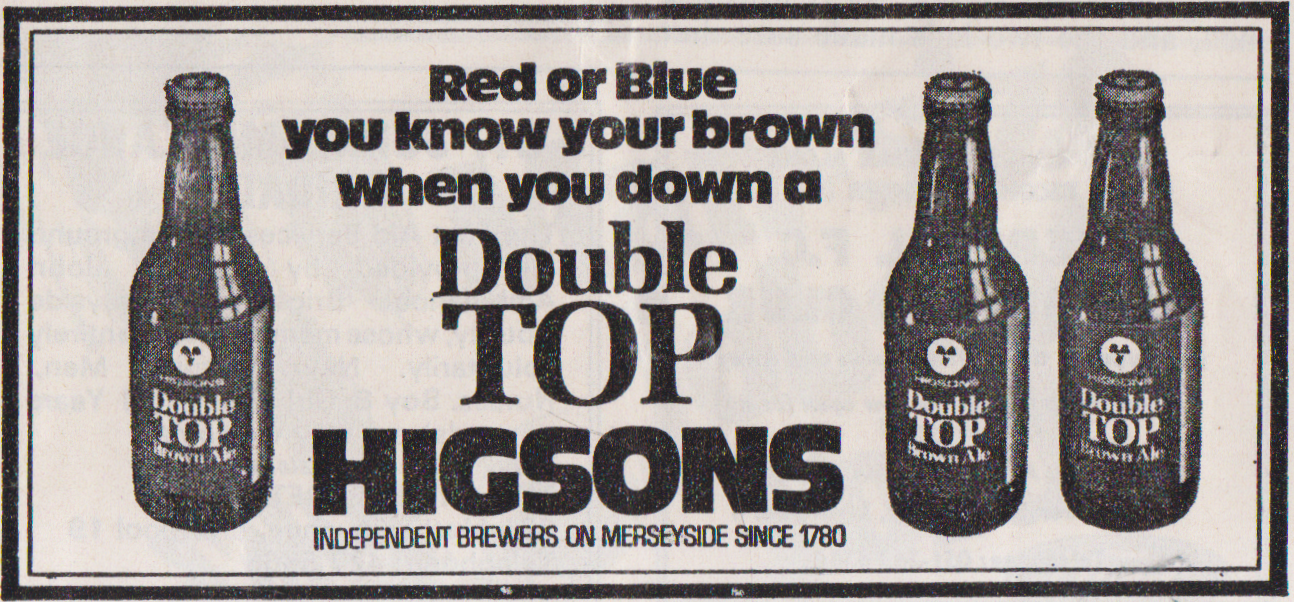 Red or Blue
you know your brown
when you down a
Double
TOP
HIGSONS
INDEPENDENT BREWERS ON MERSEYSIDE SINCE 1780
HIGSONS
Double
TOP
Brown Ale
HIGSONS
Double
TOP
Brown Ale
HIGSONS
Double
TOP
Brown Ale